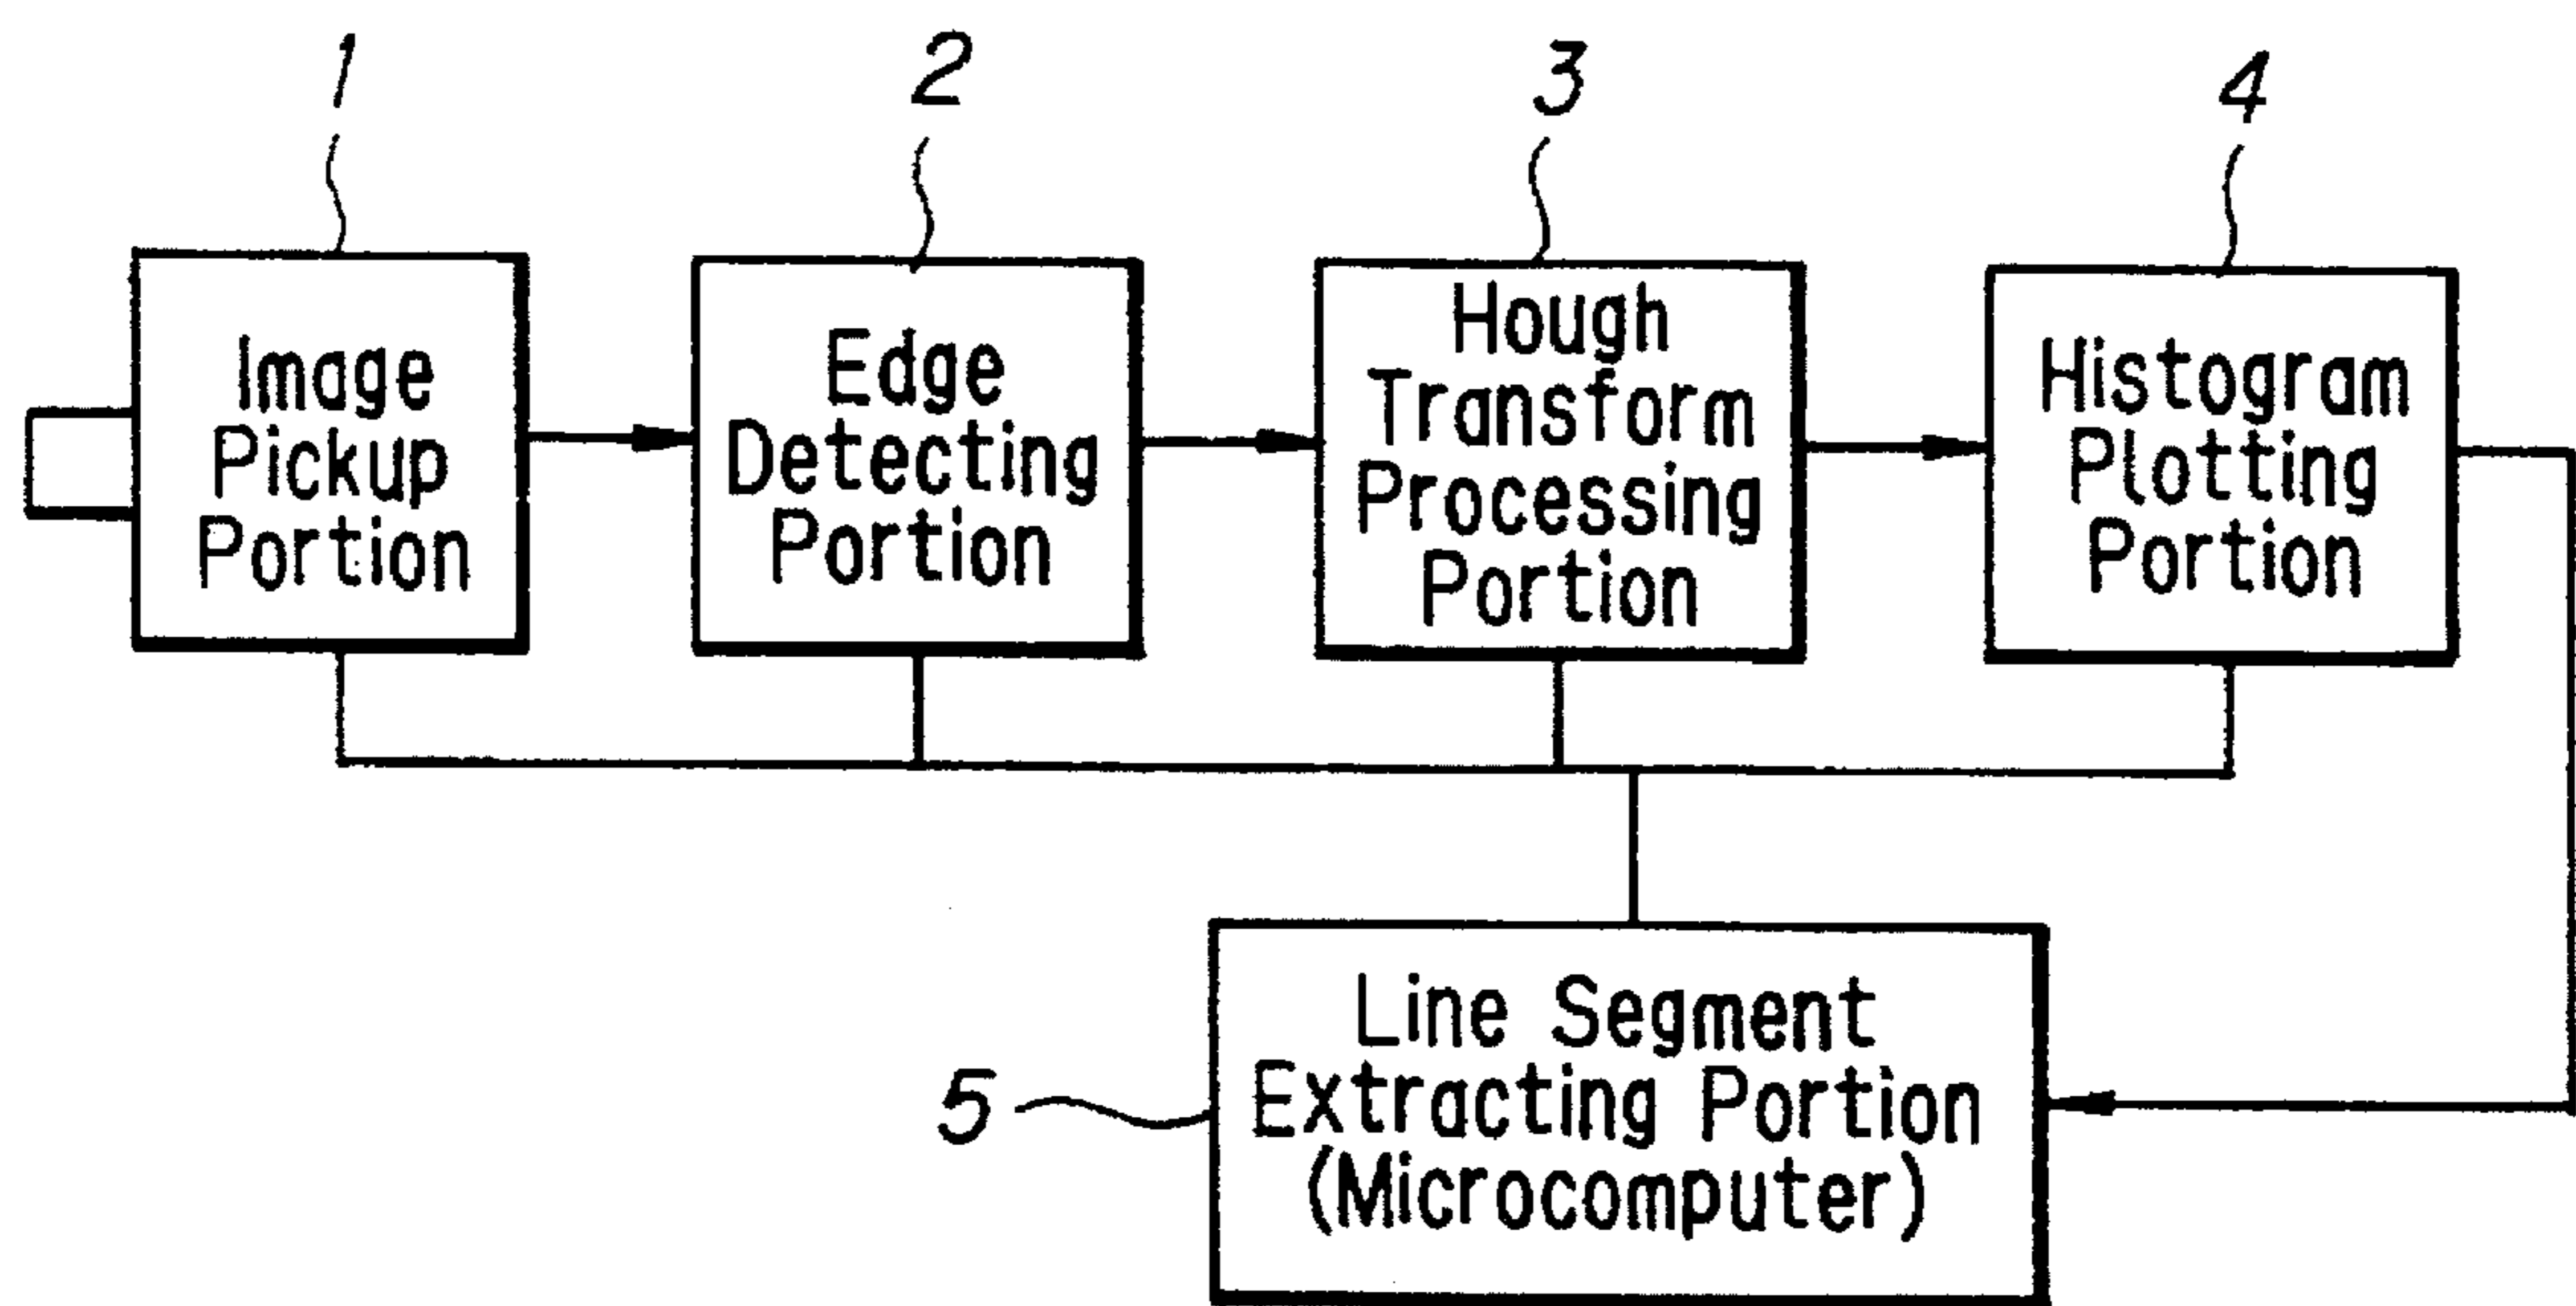 1
2
3
4
Image
Pickup
Portion
Edge
Detecting
Portion
Hough
Transform
Processing
Portion
Histogram
Plotting
Portion
5
Line Segment
Extracting Portion
(Microcomputer)